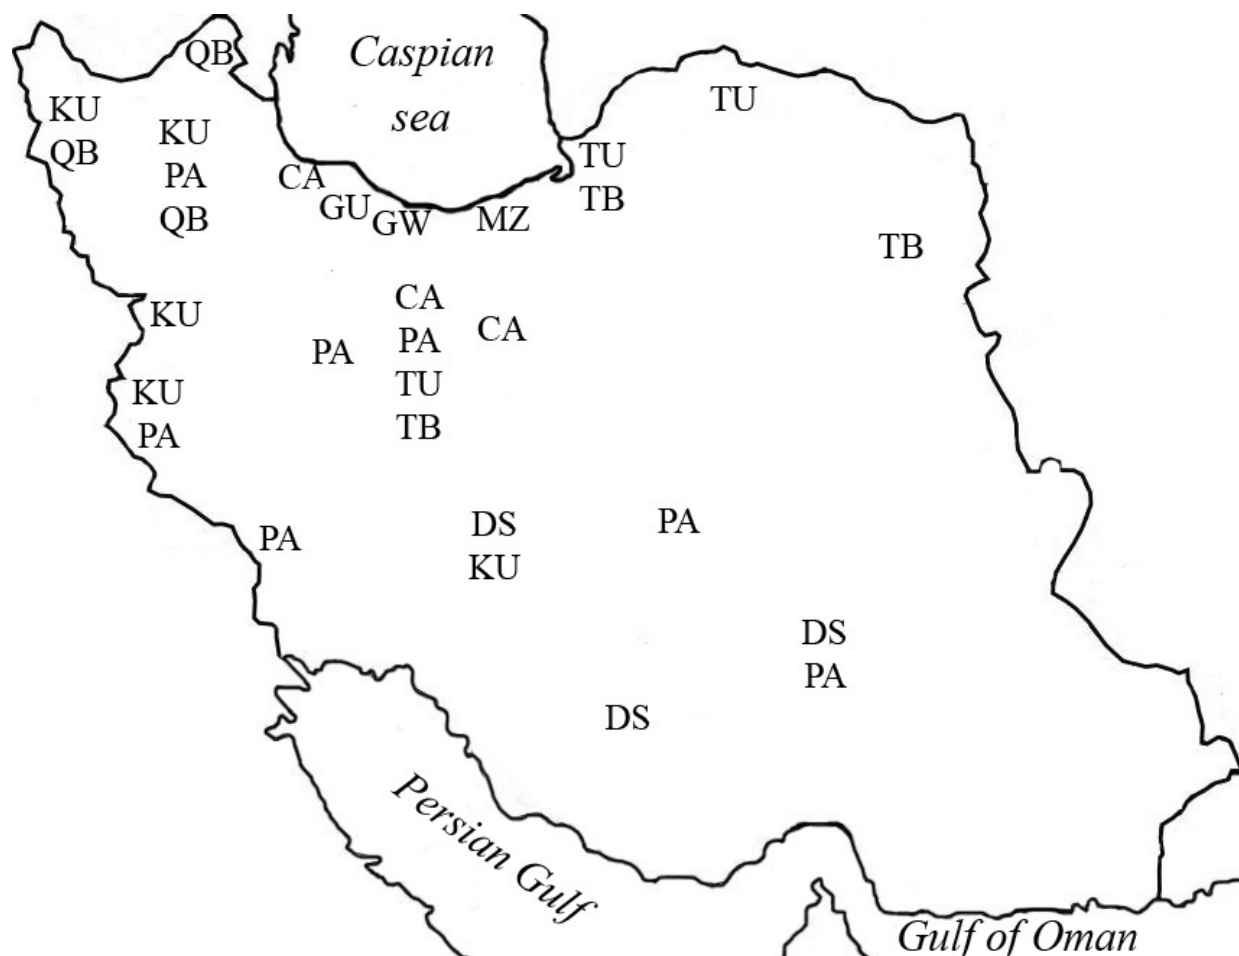 QB
Caspian
sea
KU
QB
KU
PA
QB
CA
GU
GW
MZ
TU
TU
TB
TB
KU
PA
CA
PA
TU
TB
CA
KU
PA
PA
DS
KU
PA
DS
PA
DS
Persian Gulf
Gulf of Oman